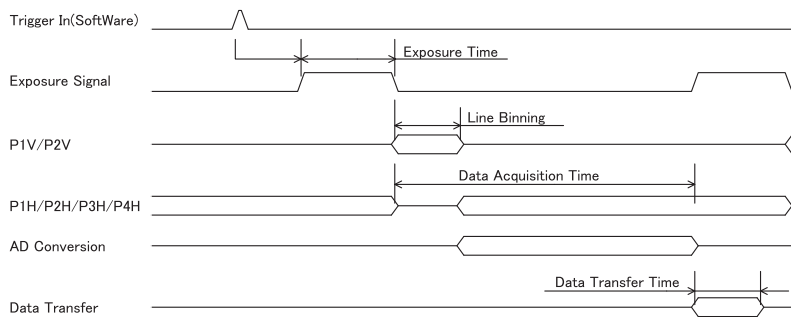 Trigger In(SoftWare)
Exposure Time
Exposure Signal
Line Binning
P1V/P2V
Data Acquisition Time
P1H/P2H/P3H/P4H
AD Conversion
Data Transfer Time
Data Transfer